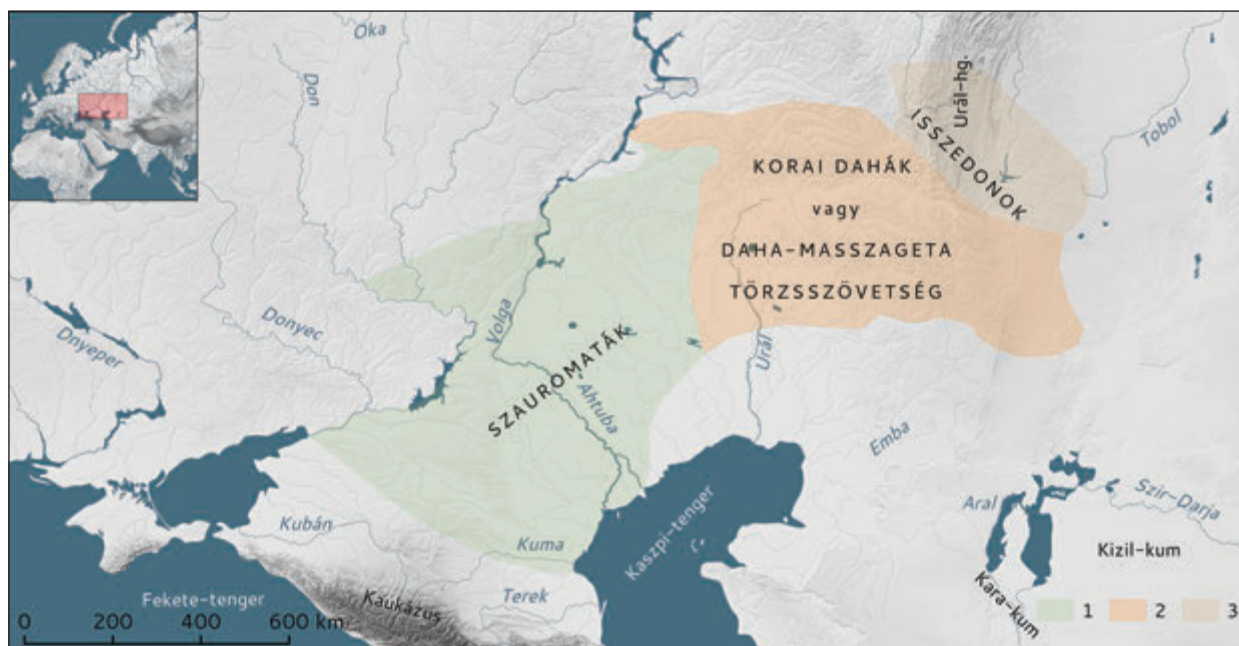 Oka
Don
Urál-hg.
Tobol
ISSZEDONOK
KORAI DAHÁK
vagy
DAHA-MASSZAGETA
TÖRZSSZÖVETSÉG
Volga
Donyec
Dnyeper
SZAUROMATÁK
Ahtuba
Urál
Emba
Aral
Szir-Darja
Kubán
Kuma
Kaszpi-tenger
Kizil-kum
Terek
Fekete-tenger
Kaukázus
Kara-kum
1 2 3
0 200 400 600 km